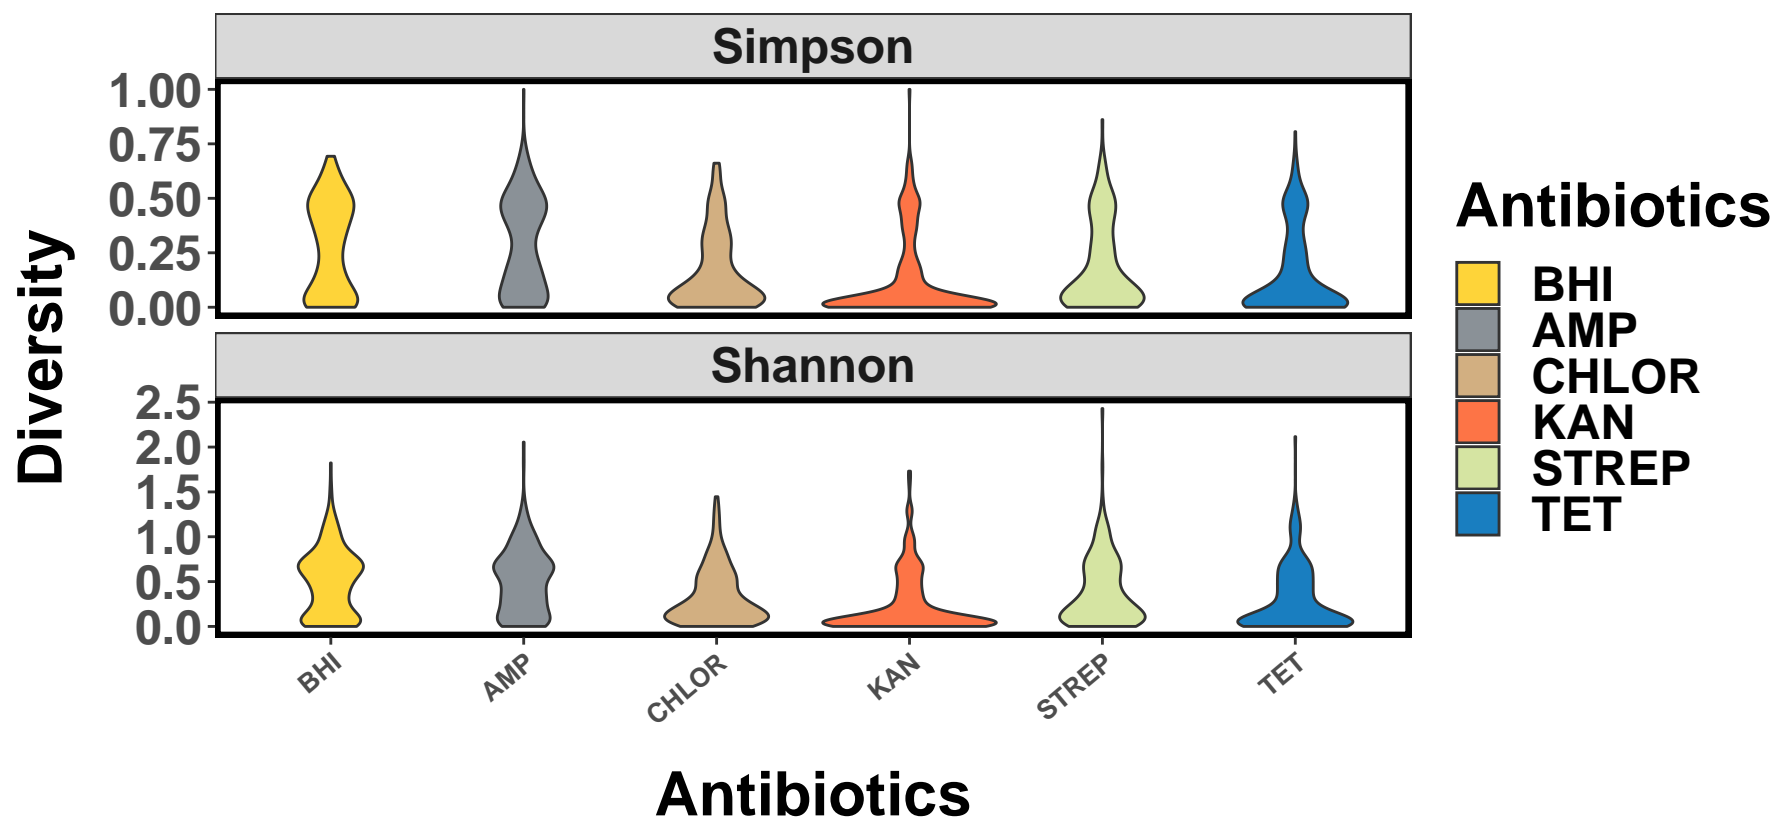 Simpson
1.00
0.75
0.50
0.25
0.00
Shannon
2.5
2.0
1.5
1.0
0.5
0.0
Diversity
BHI
AMP
CHLOR
KAN
STREP
TET
Antibiotics
Antibiotics
BHI
AMP
CHLOR
KAN
STREP
TET